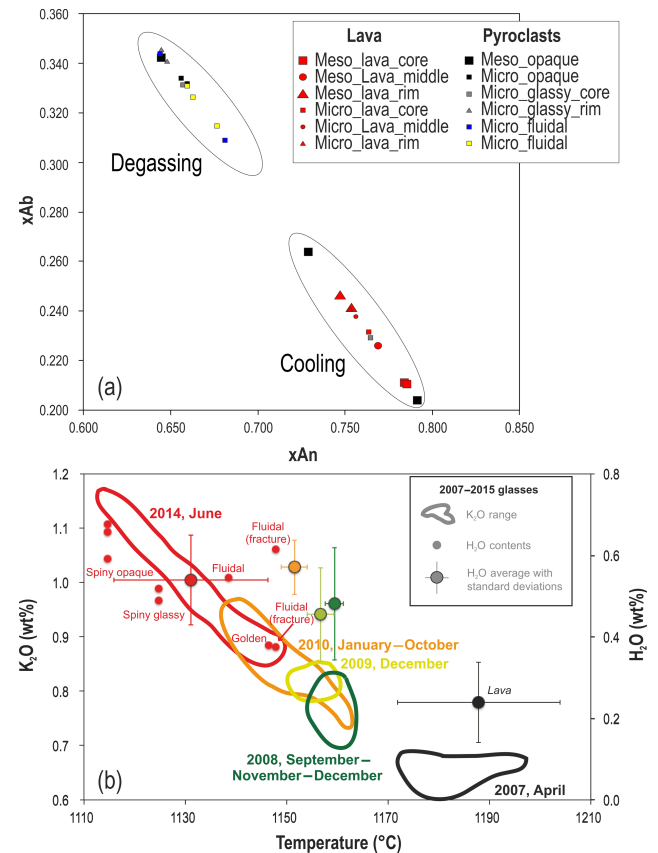 0.360
0.340
0.320
0.300
0.260
0.240
0.220
0.200
xAb
Lava
Pyroclasts
Meso_lava_core
Meso_Lava_middle
Meso_lava_rim
Micro_lava_core
Micro_Lava_middle
Micro_lava_rim
Meso_opaque
Micro_opaque
Micro_glassy_core
Micro_glassy_rim
Micro_fluidal
Micro_fluidal
Degassing
Cooling
(a)
0.600 0.650 0.700 0.750 0.800 0.850
xAn
1.2
1.1
1.0
0.9
0.8
0.7
0.6
K₂O (wt%)
0.8
0.6
0.4
0.2
0.0
H₂O (wt%)
2007–2015 glasses
K₂O range
H₂O contents
H₂O average with
standard deviations
2014, June
Fluidal
(fracture)
Spiny opaque
Fluidal
Spiny glassy
Fluidal
(fracture)
Golden
2010, January–October
2009, December
Lava
2008, September–
November–December
2007, April
(b)
1110 1130 1150 1170 1190 1210
Temperature (°C)